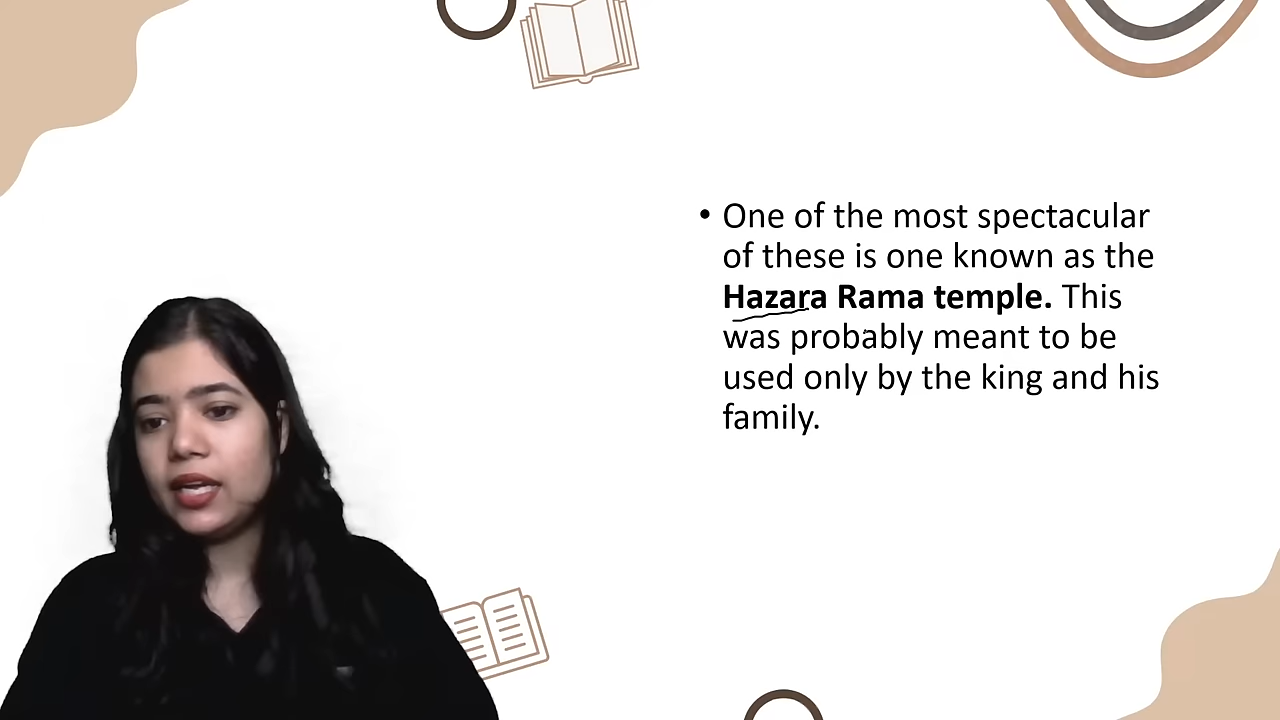 • One of the most spectacular
of these is one known as the
Hazara Rama temple. This
was probably meant to be
used only by the king and his
family.